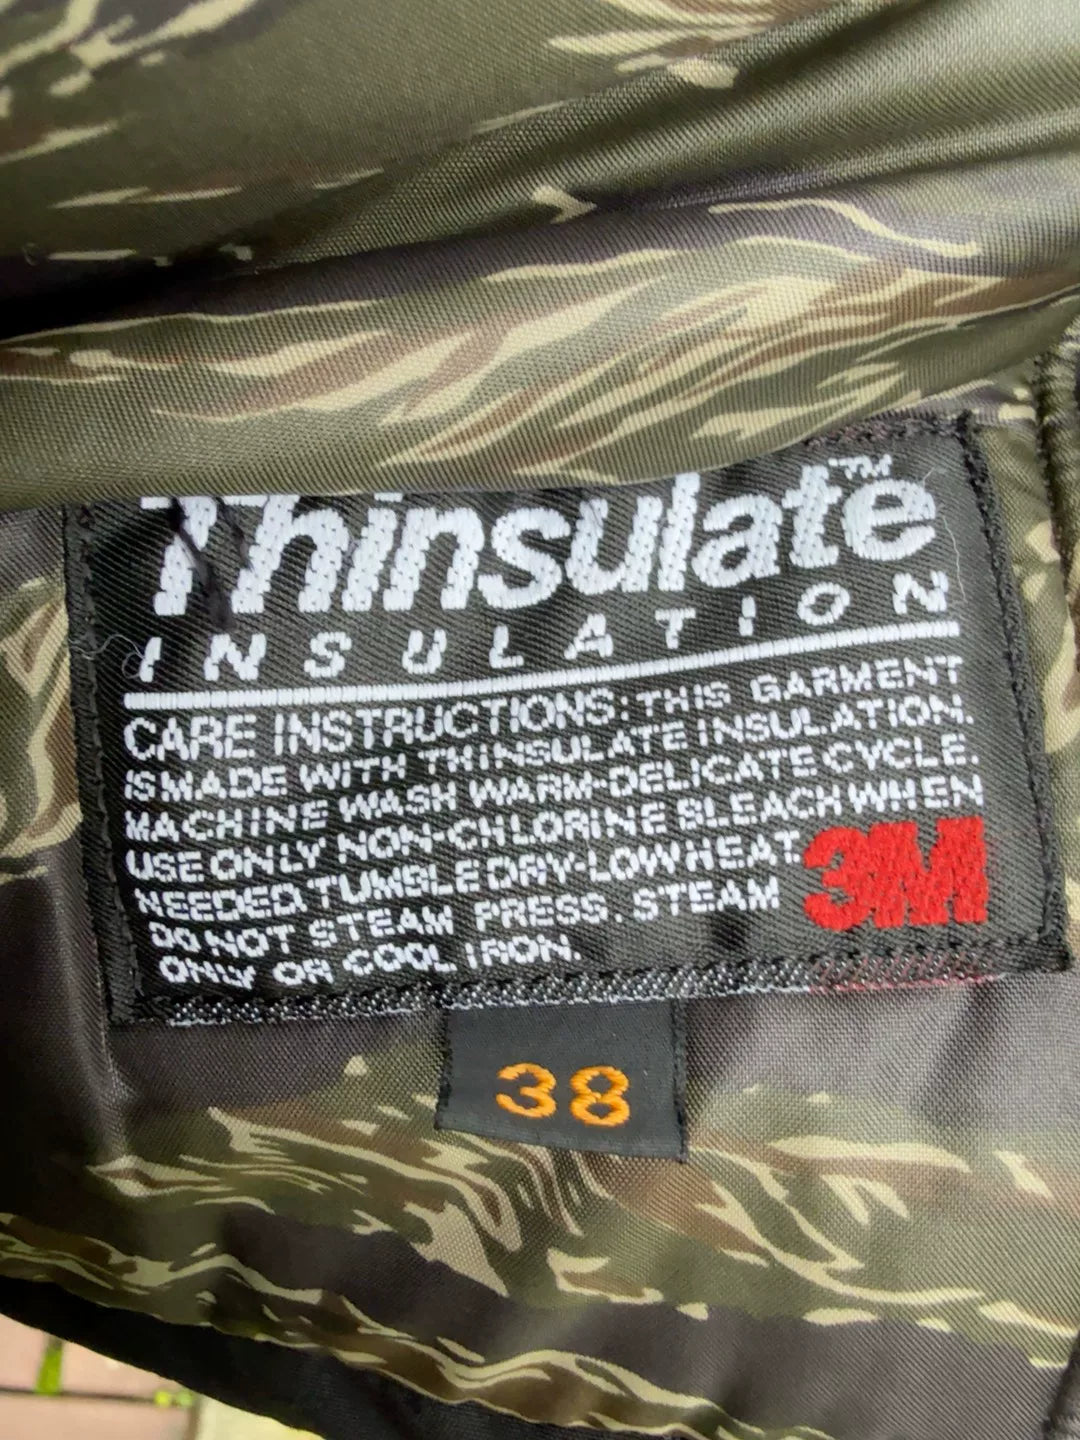 Thinsulate™
INSULATION
CARE INSTRUCTIONS: THIS GARMENT
IS MADE WITH THINSULATE INSULATION.
MACHINE WASH WARM-DELICATE CYCLE.
USE ONLY NON-CHLORINE BLEACH WHEN
NEEDED. TUMBLE DRY-LOW HEAT.
DO NOT STEAM PRESS. STEAM
ONLY OR COOL IRON.
3M
38